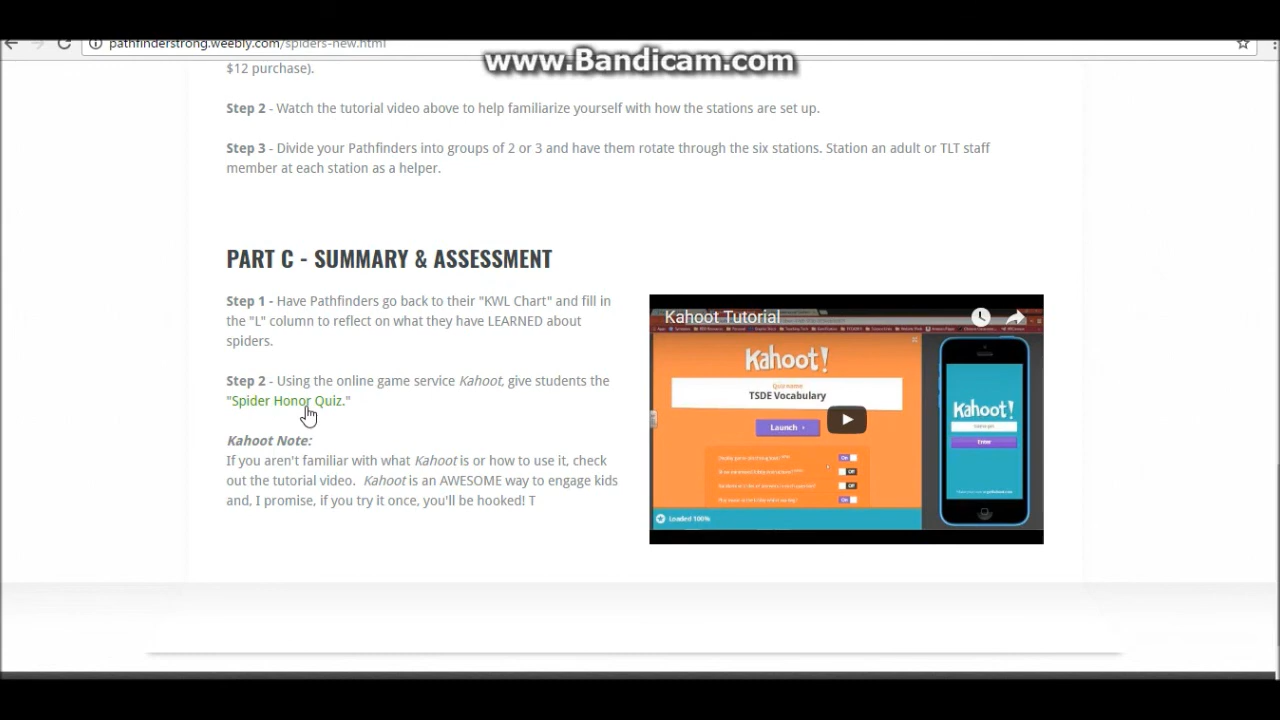 pathfinderstrong.weebly.com/spiders-new.html
www.Bandicam.com
$12 purchase).
Step 2 - Watch the tutorial video above to help familiarize yourself with how the stations are set up.
Step 3 - Divide your Pathfinders into groups of 2 or 3 and have them rotate through the six stations. Station an adult or TLT staff
member at each station as a helper.
PART C - SUMMARY & ASSESSMENT
Step 1 - Have Pathfinders go back to their "KWL Chart" and fill in
the "L" column to reflect on what they have LEARNED about
spiders.
Step 2 - Using the online game service Kahoot, give students the
"Spider Honor Quiz."
Kahoot Note:
If you aren't familiar with what Kahoot is or how to use it, check
out the tutorial video.  Kahoot is an AWESOME way to engage kids
and, I promise, if you try it once, you'll be hooked! T
Kahoot Tutorial
Kahoot!
Quiz name
TSDE Vocabulary
Launch
Loaded 100%
Kahoot!